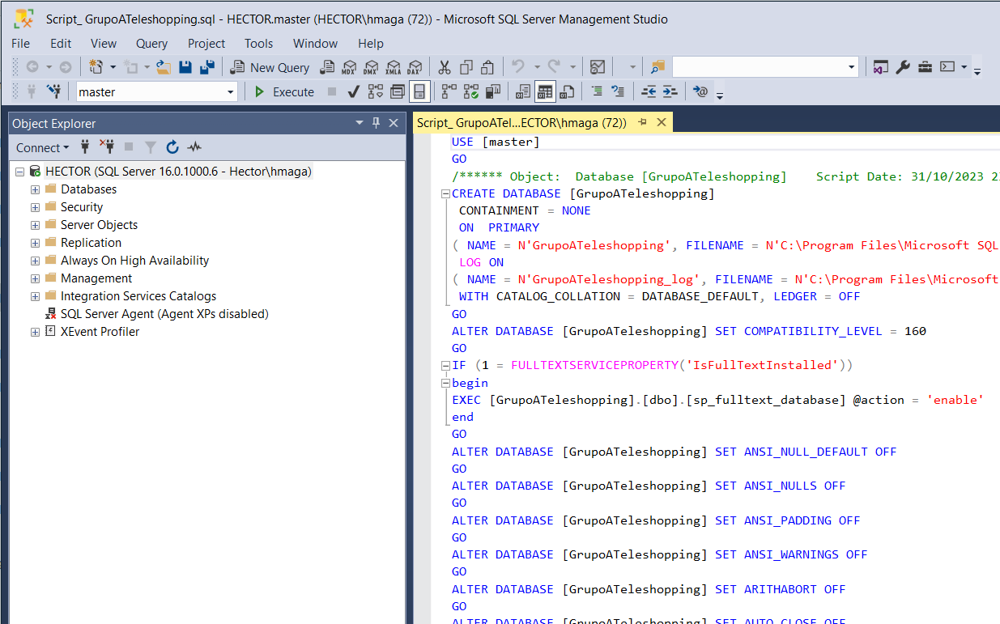 Script_ GrupoATeleshopping.sql - HECTOR.master (HECTOR\hmaga (72)) - Microsoft SQL Server Management Studio
File Edit View Query Project Tools Window Help
New Query MDX DMX XMLA DAX
master Execute
Object Explorer
Connect
HECTOR (SQL Server 16.0.1000.6 - Hector\hmaga)
Databases
Security
Server Objects
Replication
Always On High Availability
Management
Integration Services Catalogs
SQL Server Agent (Agent XPs disabled)
XEvent Profiler
Script_ GrupoATel...ECTOR\hmaga (72))
USE [master]
GO
/****** Object:  Database [GrupoATeleshopping]    Script Date: 31/10/2023
CREATE DATABASE [GrupoATeleshopping]
CONTAINMENT = NONE
ON  PRIMARY
( NAME = N'GrupoATeleshopping', FILENAME = N'C:\Program Files\Microsoft SQL
LOG ON
( NAME = N'GrupoATeleshopping_log', FILENAME = N'C:\Program Files\Microsoft
WITH CATALOG_COLLATION = DATABASE_DEFAULT, LEDGER = OFF
GO
ALTER DATABASE [GrupoATeleshopping] SET COMPATIBILITY_LEVEL = 160
GO
IF (1 = FULLTEXTSERVICEPROPERTY('IsFullTextInstalled'))
begin
EXEC [GrupoATeleshopping].[dbo].[sp_fulltext_database] @action = 'enable'
end
GO
ALTER DATABASE [GrupoATeleshopping] SET ANSI_NULL_DEFAULT OFF
GO
ALTER DATABASE [GrupoATeleshopping] SET ANSI_NULLS OFF
GO
ALTER DATABASE [GrupoATeleshopping] SET ANSI_PADDING OFF
GO
ALTER DATABASE [GrupoATeleshopping] SET ANSI_WARNINGS OFF
GO
ALTER DATABASE [GrupoATeleshopping] SET ARITHABORT OFF
GO
ALTER DATABASE [GrupoATeleshopping] SET AUTO_CLOSE OFF